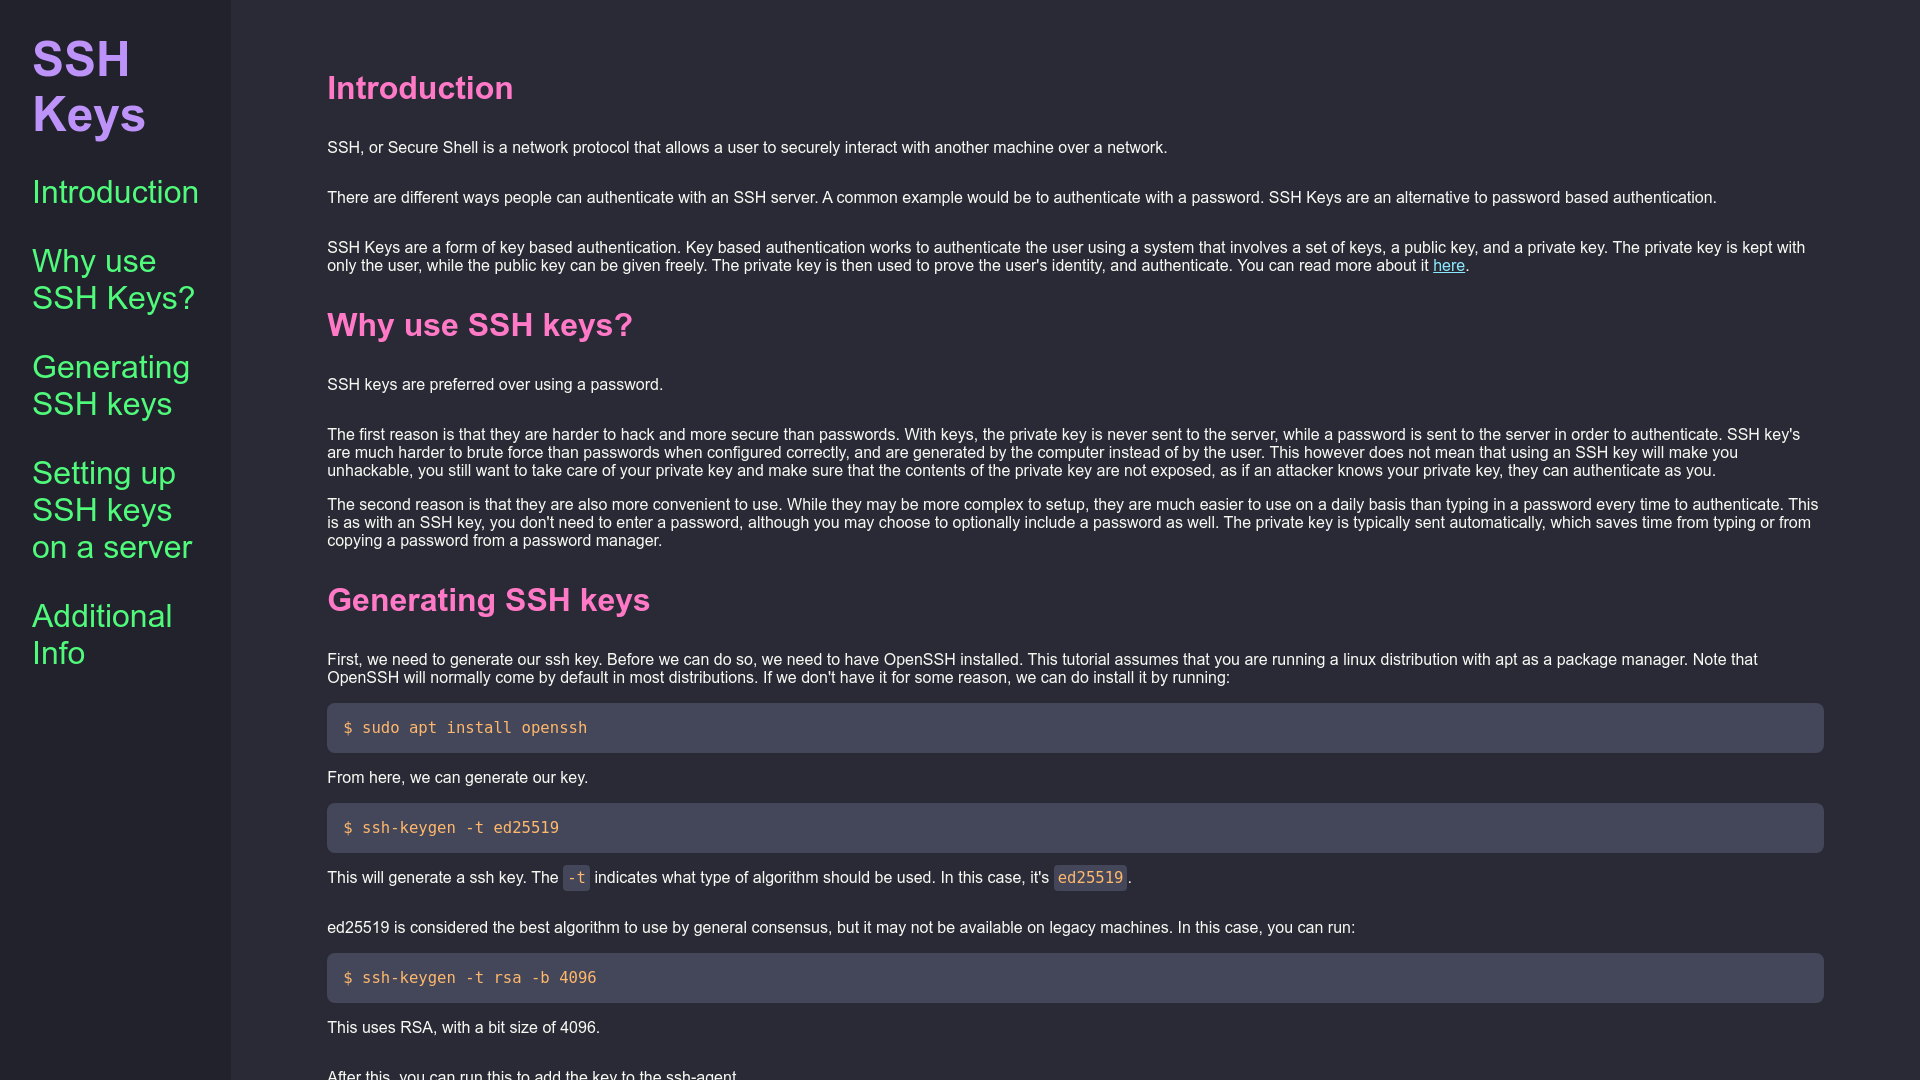 SSH
Keys
Introduction
Why use
SSH Keys?
Generating
SSH keys
Setting up
SSH keys
on a server
Additional
Info
Introduction
SSH, or Secure Shell is a network protocol that allows a user to securely interact with another machine over a network.
There are different ways people can authenticate with an SSH server. A common example would be to authenticate with a password. SSH Keys are an alternative to password based authentication.
SSH Keys are a form of key based authentication. Key based authentication works to authenticate the user using a system that involves a set of keys, a public key, and a private key. The private key is kept with
only the user, while the public key can be given freely. The private key is then used to prove the user's identity, and authenticate. You can read more about it here.
Why use SSH keys?
SSH keys are preferred over using a password.
The first reason is that they are harder to hack and more secure than passwords. With keys, the private key is never sent to the server, while a password is sent to the server in order to authenticate. SSH key's
are much harder to brute force than passwords when configured correctly, and are generated by the computer instead of by the user. This however does not mean that using an SSH key will make you
unhackable, you still want to take care of your private key and make sure that the contents of the private key are not exposed, as if an attacker knows your private key, they can authenticate as you.
The second reason is that they are also more convenient to use. While they may be more complex to setup, they are much easier to use on a daily basis than typing in a password every time to authenticate. This
is as with an SSH key, you don't need to enter a password, although you may choose to optionally include a password as well. The private key is typically sent automatically, which saves time from typing or from
copying a password from a password manager.
Generating SSH keys
First, we need to generate our ssh key. Before we can do so, we need to have OpenSSH installed. This tutorial assumes that you are running a linux distribution with apt as a package manager. Note that
OpenSSH will normally come by default in most distributions. If we don't have it for some reason, we can do install it by running:
$ sudo apt install openssh
From here, we can generate our key.
$ ssh-keygen -t ed25519
This will generate a ssh key. The -t indicates what type of algorithm should be used. In this case, it's ed25519.
ed25519 is considered the best algorithm to use by general consensus, but it may not be available on legacy machines. In this case, you can run:
$ ssh-keygen -t rsa -b 4096
This uses RSA, with a bit size of 4096.
After this, you can run this to add the key to the ssh-agent